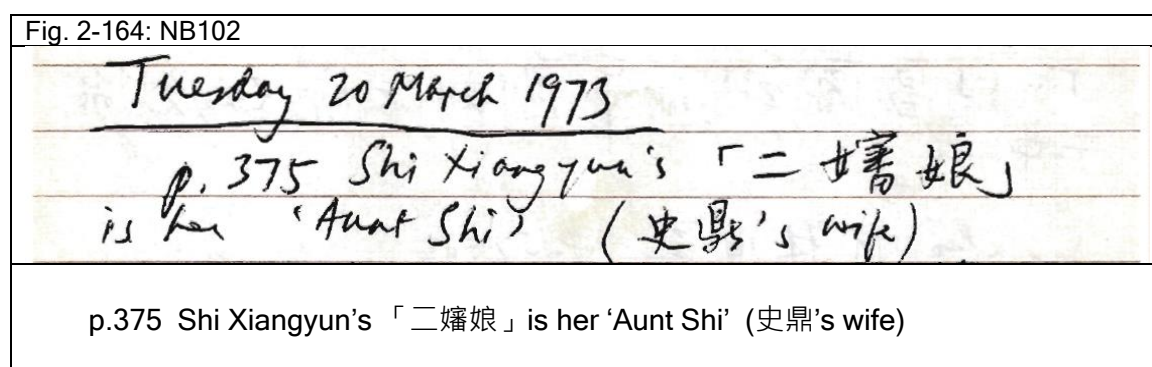 Fig. 2-164: NB102
Tuesday 20 March 1973
p. 375 Shi Xiangyun's 「二嬸娘」
is her 'Aunt Shi' (史鼎's wife)
p.375 Shi Xiangyun's 「二嬸娘」is her ‘Aunt Shi’ (史鼎’s wife)